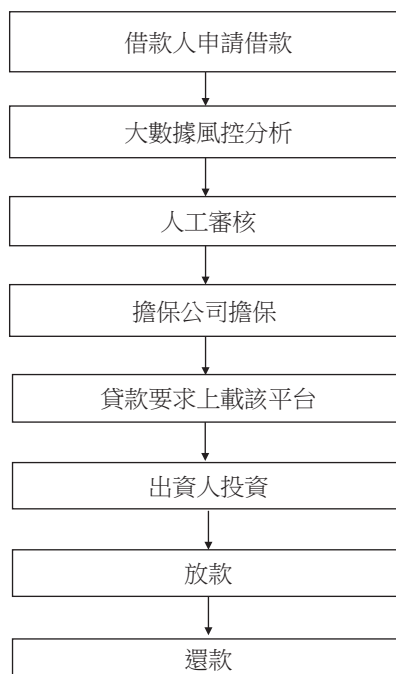 借款人申請借款
大數據風控分析
人工審核
擔保公司擔保
貸款要求上載該平台
出資人投資
放款
還款